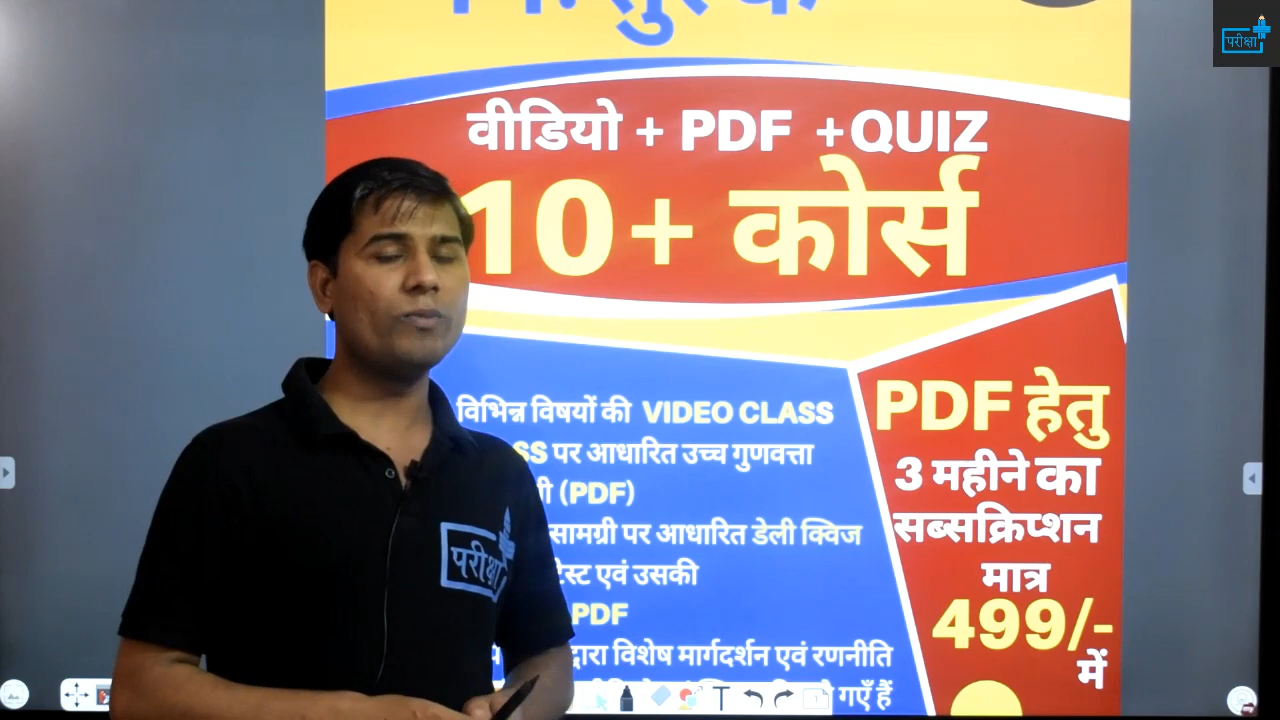 परीक्षा
वीडियो + PDF +QUIZ
10+ कोर्स
विभिन्न विषयों की VIDEO CLASS
पर आधारित उच्च गुणवत्ता
(PDF)
सामग्री पर आधारित डेली क्विज
एवं उसकी
PDF
द्वारा विशेष मार्गदर्शन एवं रणनीति
गएँ हैं
PDF हेतु
3 महीने का
सब्सक्रिप्शन
मात्र
499/-
में
परीक्षा